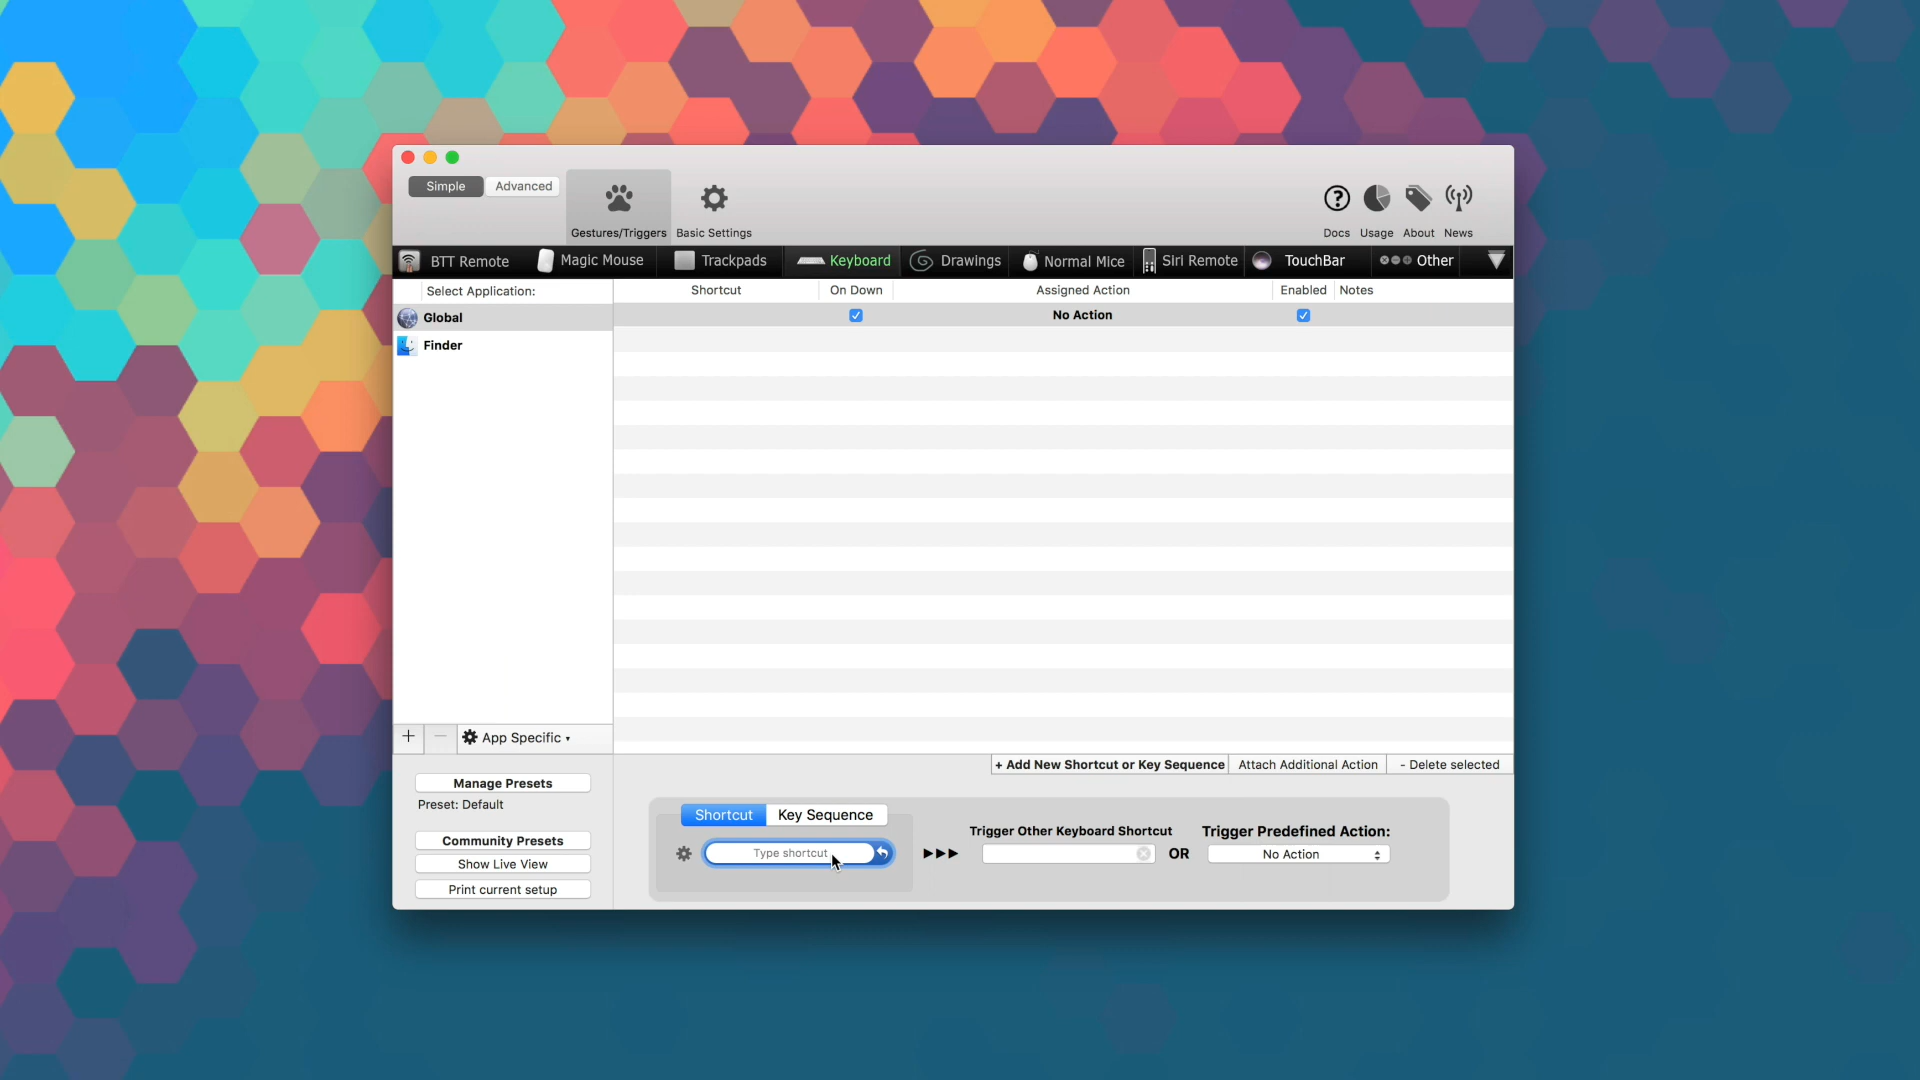 Simple Advanced
Gestures/Triggers Basic Settings Docs Usage About News
BTT Remote Magic Mouse Trackpads Keyboard Drawings Normal Mice Siri Remote TouchBar Other
Select Application: Shortcut On Down Assigned Action Enabled Notes
Global No Action
Finder
+ − App Specific
+ Add New Shortcut or Key Sequence Attach Additional Action - Delete selected
Manage Presets
Preset: Default
Community Presets
Show Live View
Print current setup
Shortcut Key Sequence
Trigger Other Keyboard Shortcut Trigger Predefined Action:
Type shortcut OR No Action